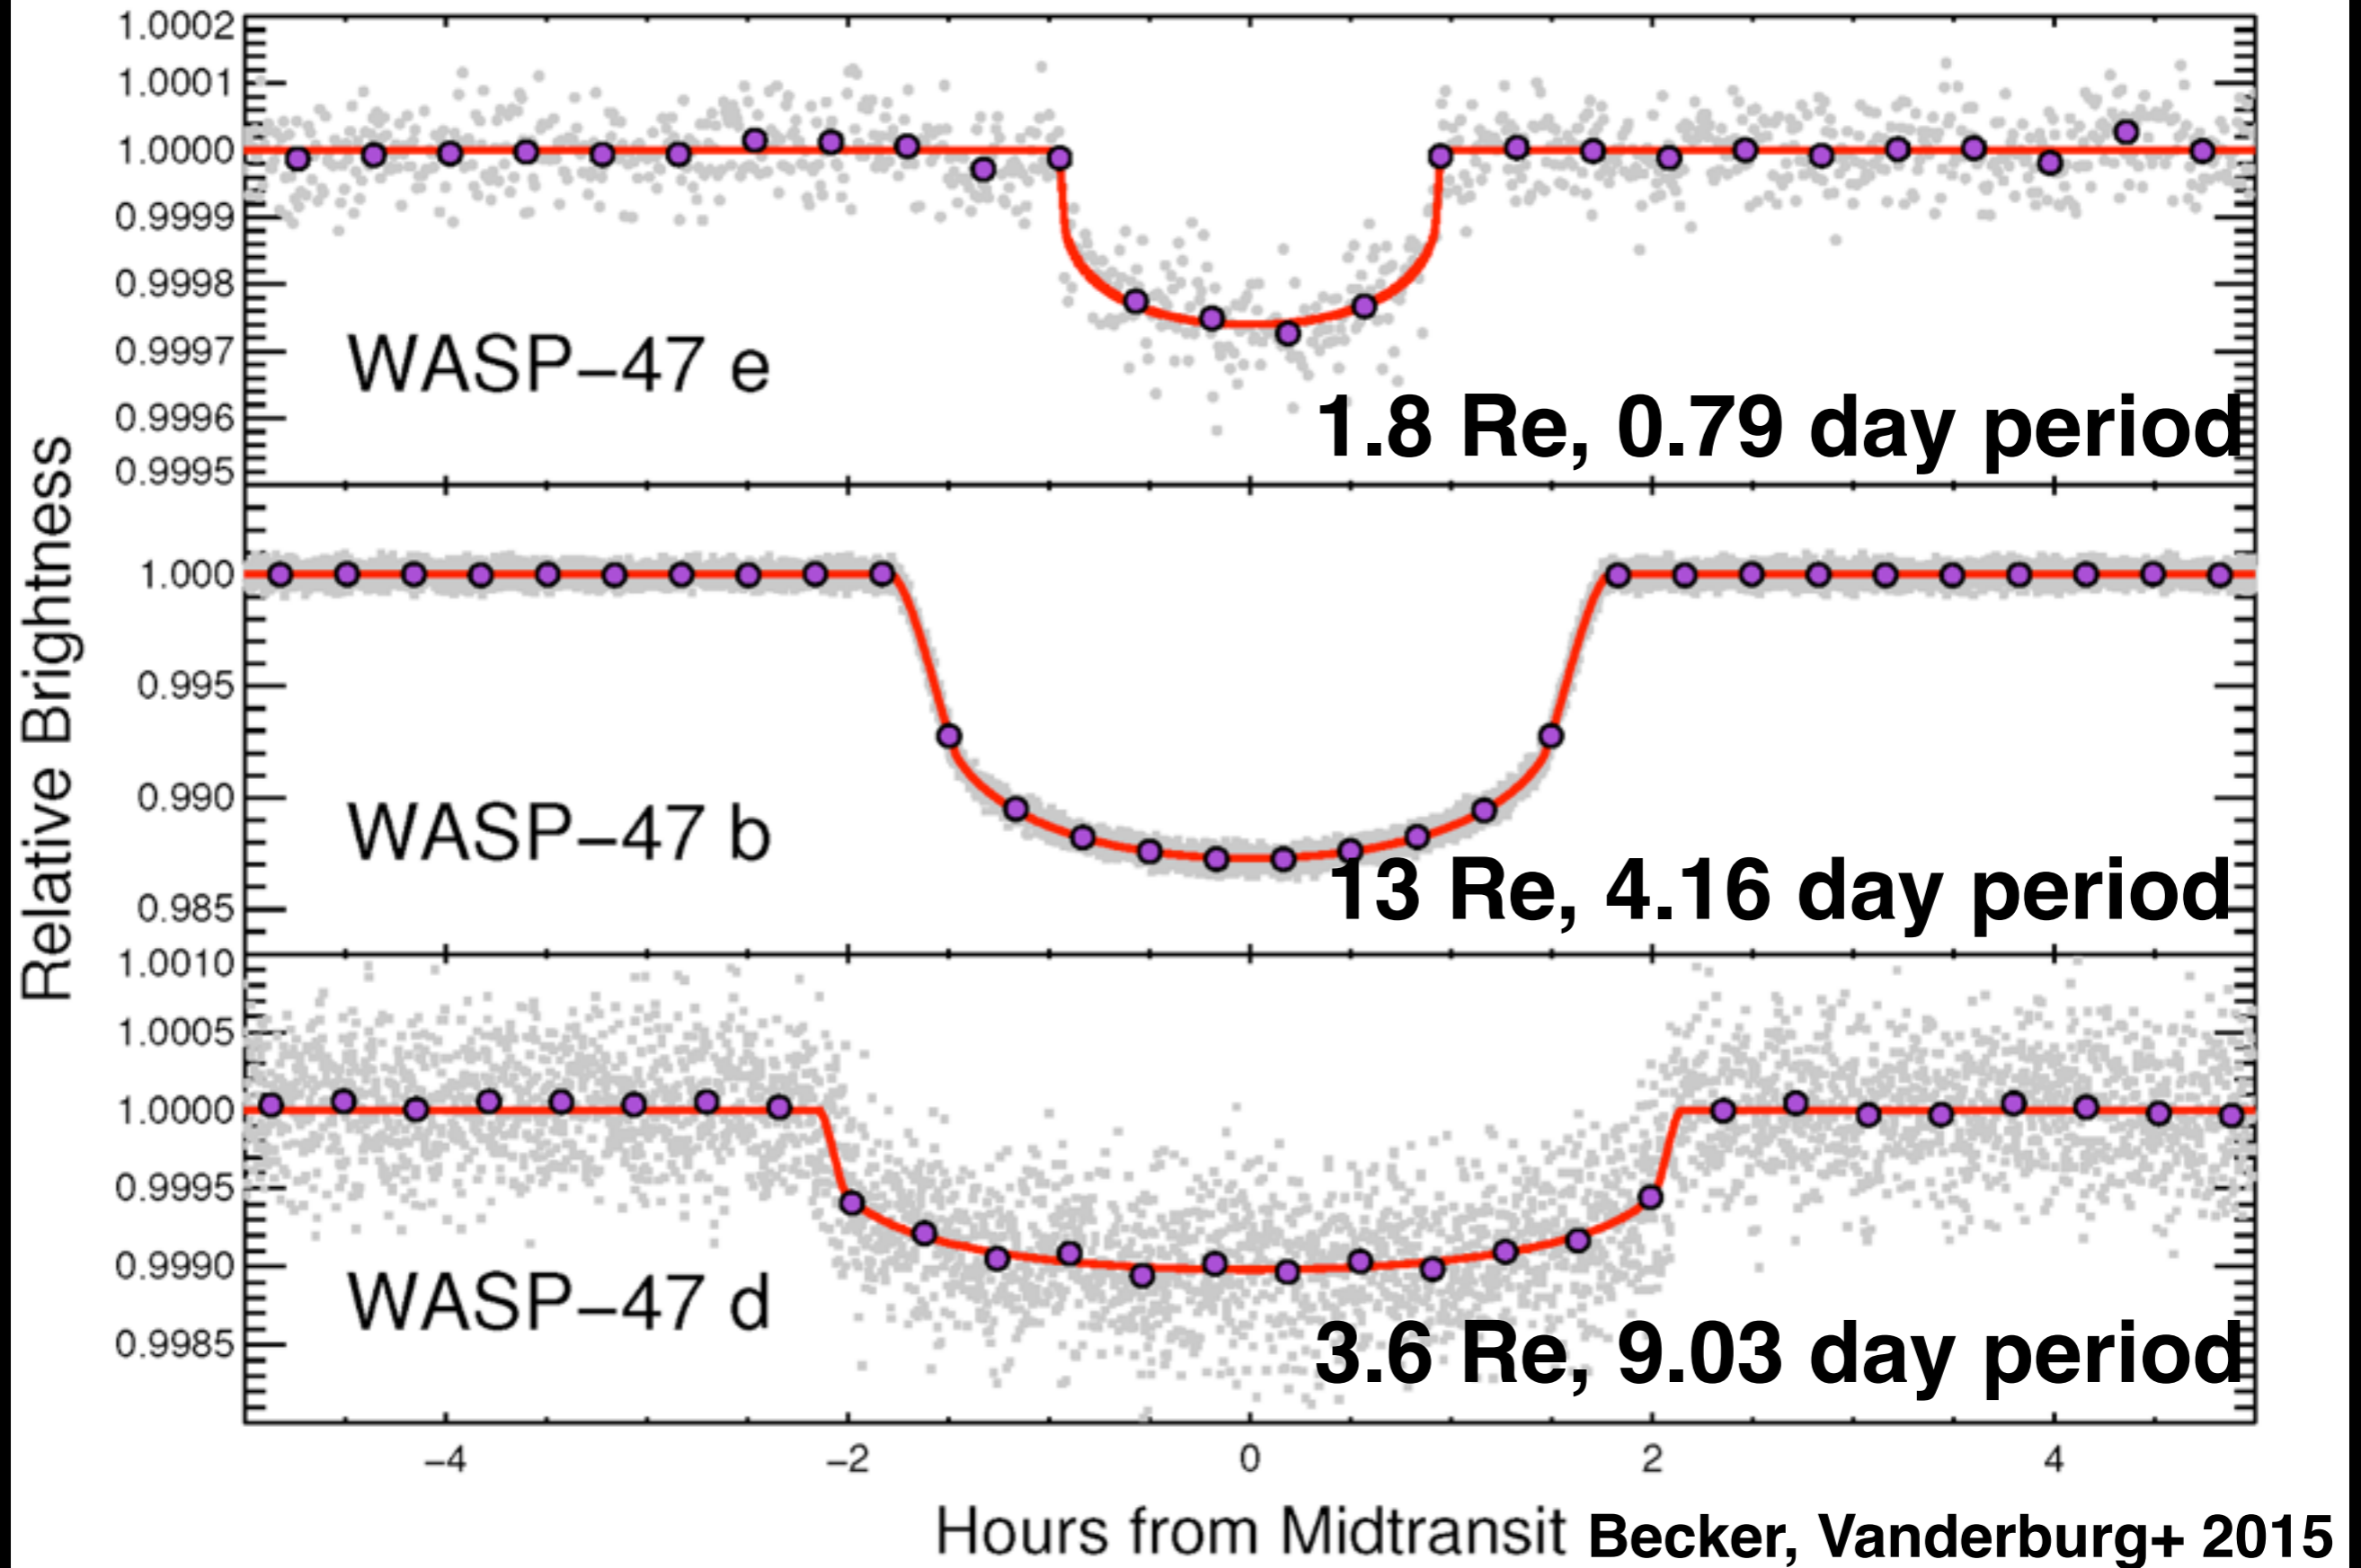 Relative Brightness
1.0002
1.0001
1.0000
0.9999
0.9998
0.9997
0.9996
0.9995
WASP−47 e
1.8 Re, 0.79 day period
1.000
0.995
0.990
0.985
WASP−47 b
13 Re, 4.16 day period
1.0010
1.0005
1.0000
0.9995
0.9990
0.9985
WASP−47 d
3.6 Re, 9.03 day period
−4 −2 0 2 4
Hours from Midtransit Becker, Vanderburg+ 2015